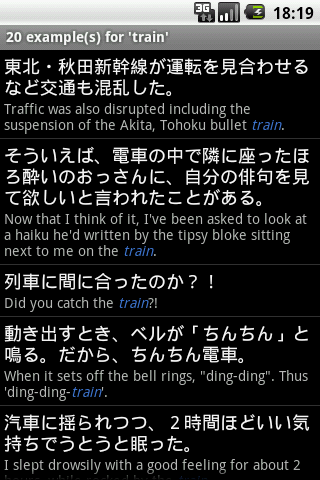 3G
18:19
20 example(s) for 'train'
東北・秋田新幹線が運転を見合わせる
など交通も混乱した。
Traffic was also disrupted including the
suspension of the Akita, Tohoku bullet train.
そういえば、電車の中で隣に座ったほ
ろ酔いのおっさんに、自分の俳句を見
て欲しいと言われたことがある。
Now that I think of it, I've been asked to look at
a haiku he'd written by the tipsy bloke sitting
next to me on the train.
列車に間に合ったのか？！
Did you catch the train?!
動き出すとき、ベルが「ちんちん」と
鳴る。だから、ちんちん電車。
When it sets off the bell rings, "ding-ding". Thus
'ding-ding-train'.
汽車に揺られつつ、２時間ほどいい気
持ちでうとうと眠った。
I slept drowsily with a good feeling for about 2